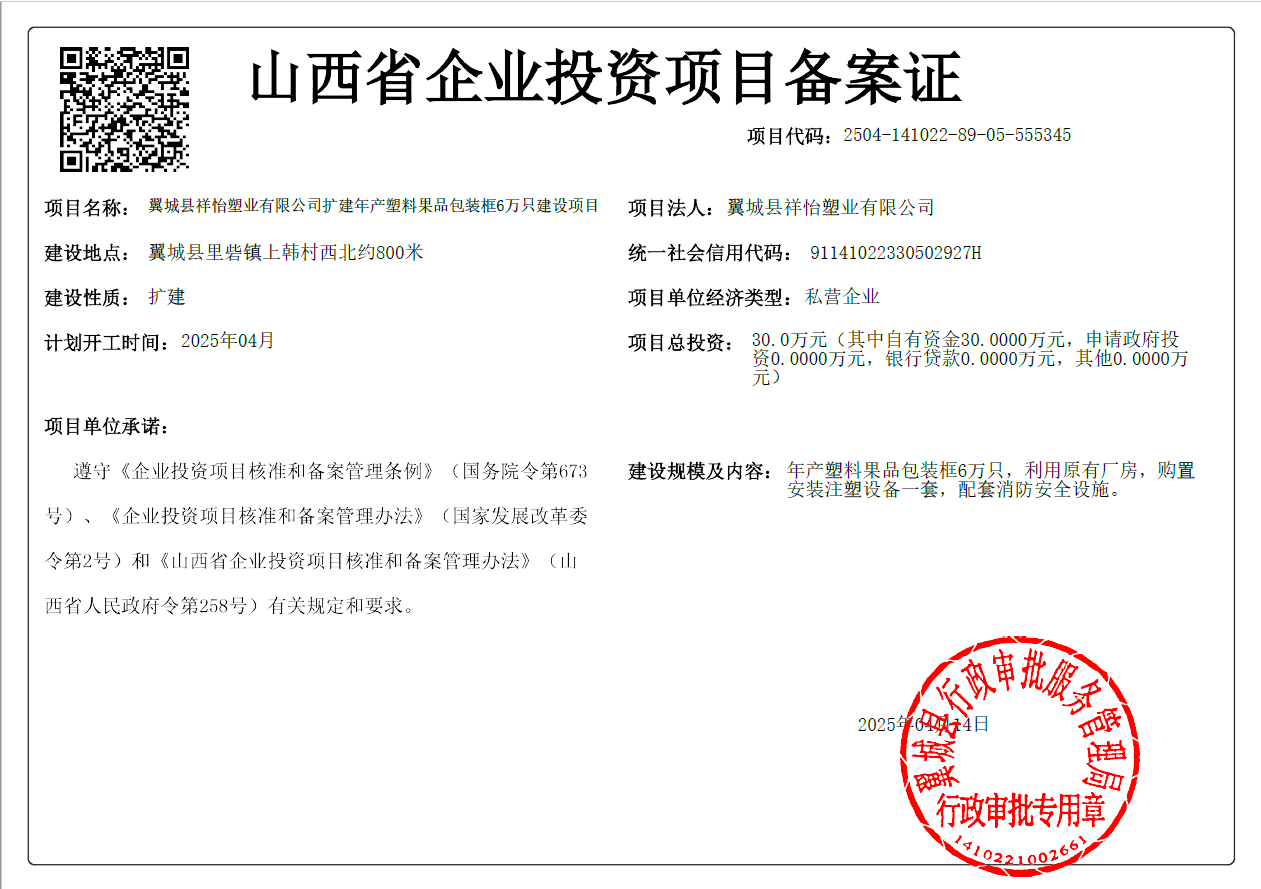 山西省企业投资项目备案证
项目代码：2504-141022-89-05-555345
项目名称：翼城县祥怡塑业有限公司扩建年产塑料果品包装框6万只建设项目
项目法人：翼城县祥怡塑业有限公司
建设地点：翼城县里砦镇上韩村西北约800米
统一社会信用代码：91141022330502927H
建设性质：扩建
项目单位经济类型：私营企业
计划开工时间：2025年04月
项目总投资：30.0万元（其中自有资金30.0000万元，申请政府投
资0.0000万元，银行贷款0.0000万元，其他0.0000万
元）
项目单位承诺：
遵守《企业投资项目核准和备案管理条例》（国务院令第673
号）、《企业投资项目核准和备案管理办法》（国家发展改革委
令第2号）和《山西省企业投资项目核准和备案管理办法》（山
西省人民政府令第258号）有关规定和要求。
建设规模及内容：年产塑料果品包装框6万只，利用原有厂房，购置
安装注塑设备一套，配套消防安全设施。
翼城县行政审批服务管理局
2025年04月14日
行政审批专用章
1410221002661